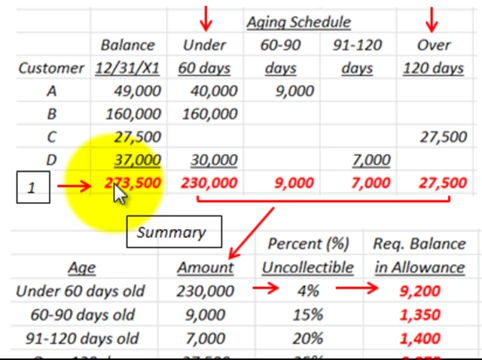 Aging Schedule
Balance Under 60-90 91-120 Over
Customer 12/31/X1 60 days days days 120 days
A 49,000 40,000 9,000
B 160,000 160,000
C 27,500 27,500
D 37,000 30,000 7,000
1 273,500 230,000 9,000 7,000 27,500
Summary
Percent (%) Req. Balance
Age Amount Uncollectible in Allowance
Under 60 days old 230,000 4% 9,200
60-90 days old 9,000 15% 1,350
91-120 days old 7,000 20% 1,400